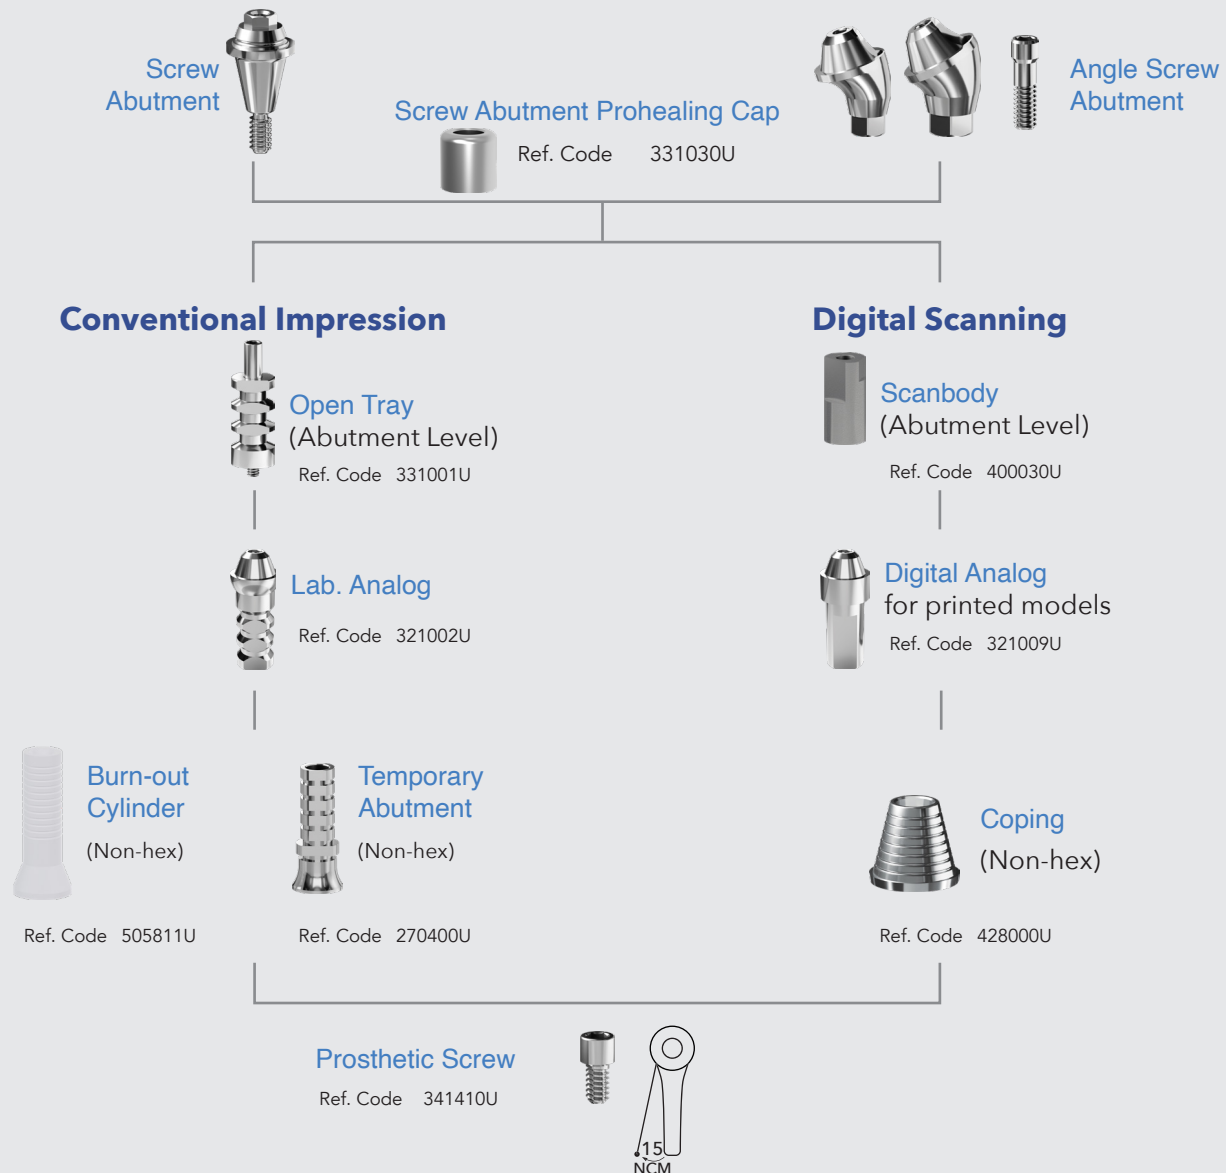 Screw
Abutment
Screw Abutment Prohealing Cap
Ref. Code 331030U
Angle Screw
Abutment
Conventional Impression
Open Tray
(Abutment Level)
Ref. Code 331001U
Lab. Analog
Ref. Code 321002U
Burn-out
Cylinder
(Non-hex)
Ref. Code 505811U
Temporary
Abutment
(Non-hex)
Ref. Code 270400U
Digital Scanning
Scanbody
(Abutment Level)
Ref. Code 400030U
Digital Analog
for printed models
Ref. Code 321009U
Coping
(Non-hex)
Ref. Code 428000U
Prosthetic Screw
Ref. Code 341410U
15
NCM